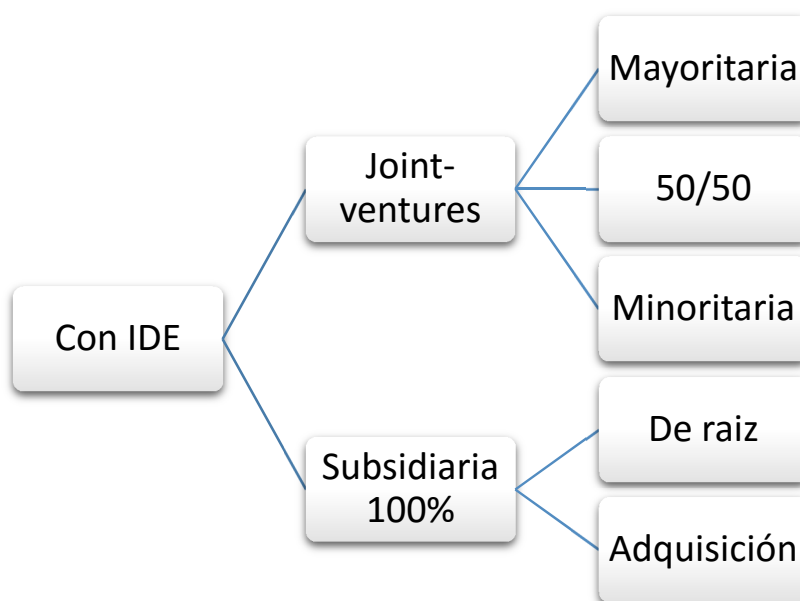 Con IDE
Joint-
ventures
Mayoritaria
50/50
Minoritaria
Subsidiaria
100%
De raiz
Adquisición